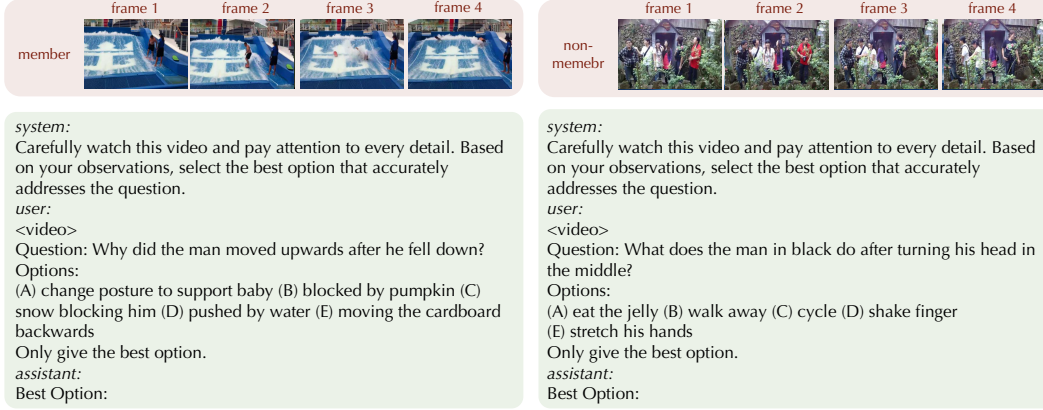 frame 1 frame 2 frame 3 frame 4
member
system:
Carefully watch this video and pay attention to every detail. Based
on your observations, select the best option that accurately
addresses the question.
user:
<video>
Question: Why did the man moved upwards after he fell down?
Options:
(A) change posture to support baby (B) blocked by pumpkin (C)
snow blocking him (D) pushed by water (E) moving the cardboard
backwards
Only give the best option.
assistant:
Best Option:
frame 1 frame 2 frame 3 frame 4
non-
memebr
system:
Carefully watch this video and pay attention to every detail. Based
on your observations, select the best option that accurately
addresses the question.
user:
<video>
Question: What does the man in black do after turning his head in
the middle?
Options:
(A) eat the jelly (B) walk away (C) cycle (D) shake finger
(E) stretch his hands
Only give the best option.
assistant:
Best Option: